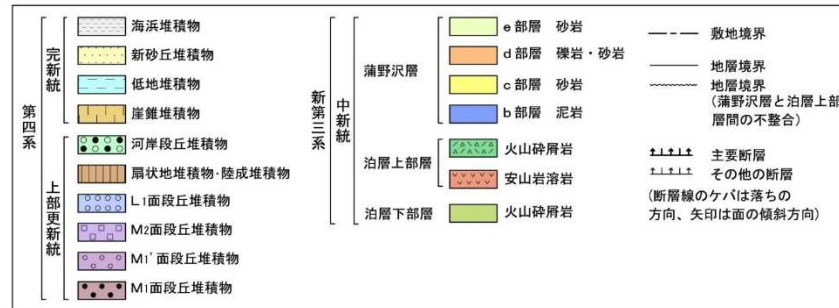 第四系
完新統
海浜堆積物
新砂丘堆積物
低地堆積物
崖錐堆積物
上部更新統
河岸段丘堆積物
扇状地堆積物・陸成堆積物
L1面段丘堆積物
M2面段丘堆積物
M1'面段丘堆積物
M1面段丘堆積物
新第三系
中新統
蒲野沢層
e部層 砂岩
d部層 礫岩・砂岩
c部層 砂岩
b部層 泥岩
泊層上部層
火山砕屑岩
安山岩溶岩
泊層下部層
火山砕屑岩
敷地境界
地層境界
地層境界
(蒲野沢層と泊層上部
層間の不整合)
主要断層
その他の断層
(断層線のケバは落ちの
方向、矢印は面の傾斜方向)